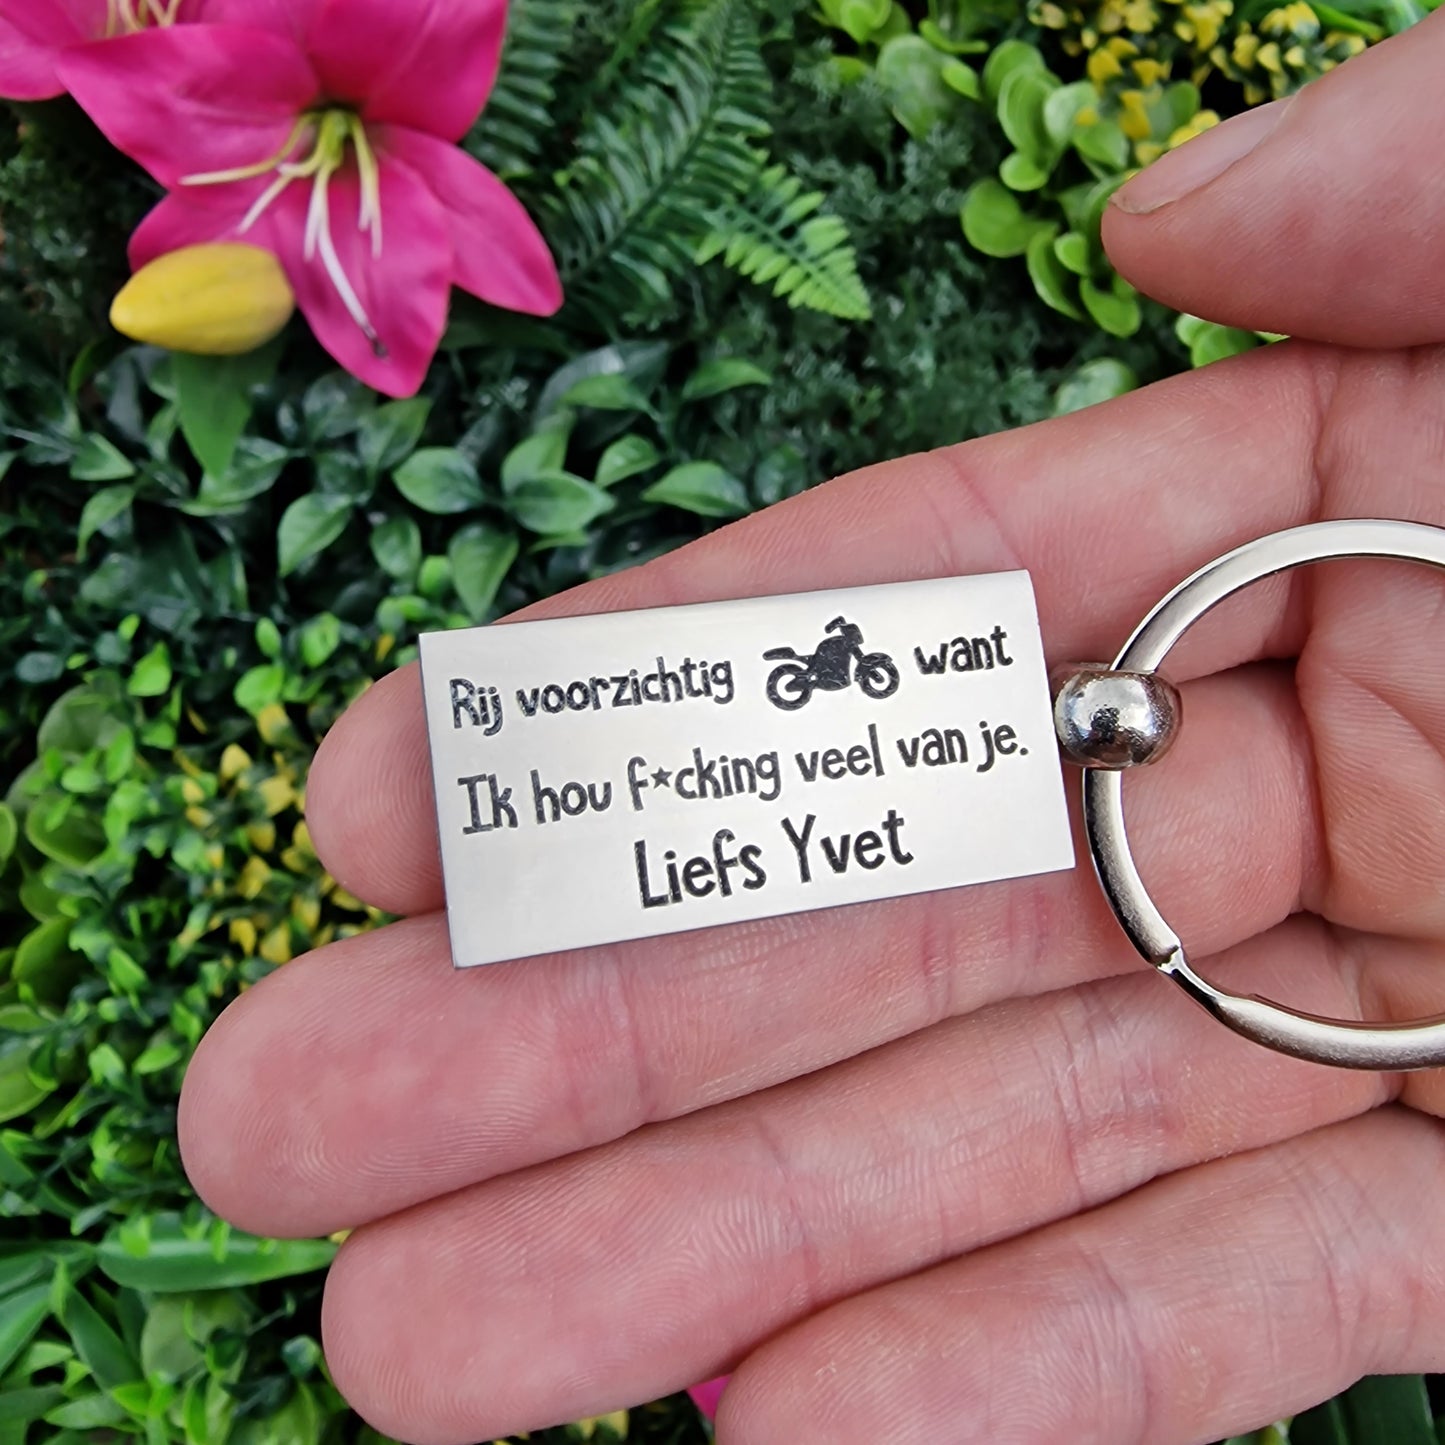 Rij voorzichtig want
Ik hou f*cking veel van je.
Liefs Yvet